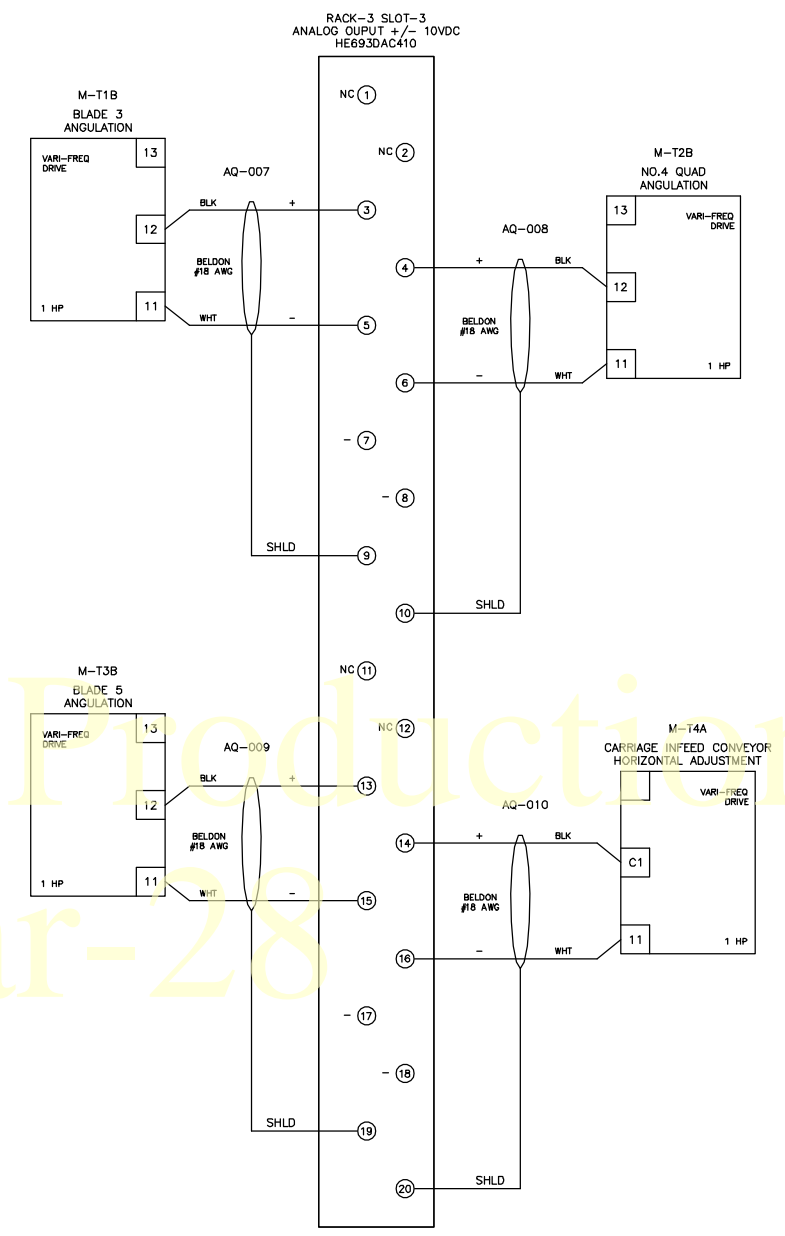 RACK-3 SLOT-3
ANALOG OUPUT +/- 10VDC
HE693DAC410
NC 1
NC 2
3
4
5
6
- 7
- 8
9
10
NC 11
NC 12
13
14
15
16
- 17
- 18
19
20
M-T1B
BLADE 3
ANGULATION
VARI-FREQ
DRIVE
13
12
11
1 HP
AQ-007
BLK +
BELDON
#18 AWG
WHT -
SHLD
M-T2B
NO.4 QUAD
ANGULATION
13
VARI-FREQ
DRIVE
12
11
1 HP
AQ-008
+ BLK
BELDON
#18 AWG
- WHT
SHLD
M-T3B
BLADE 5
ANGULATION
VARI-FREQ
DRIVE
13
12
11
1 HP
AQ-009
BLK +
BELDON
#18 AWG
WHT -
SHLD
M-T4A
CARRIAGE INFEED CONVEYOR
HORIZONTAL ADJUSTMENT
VARI-FREQ
DRIVE
C1
11
1 HP
AQ-010
+ BLK
BELDON
#18 AWG
- WHT
SHLD
Production
ar-28